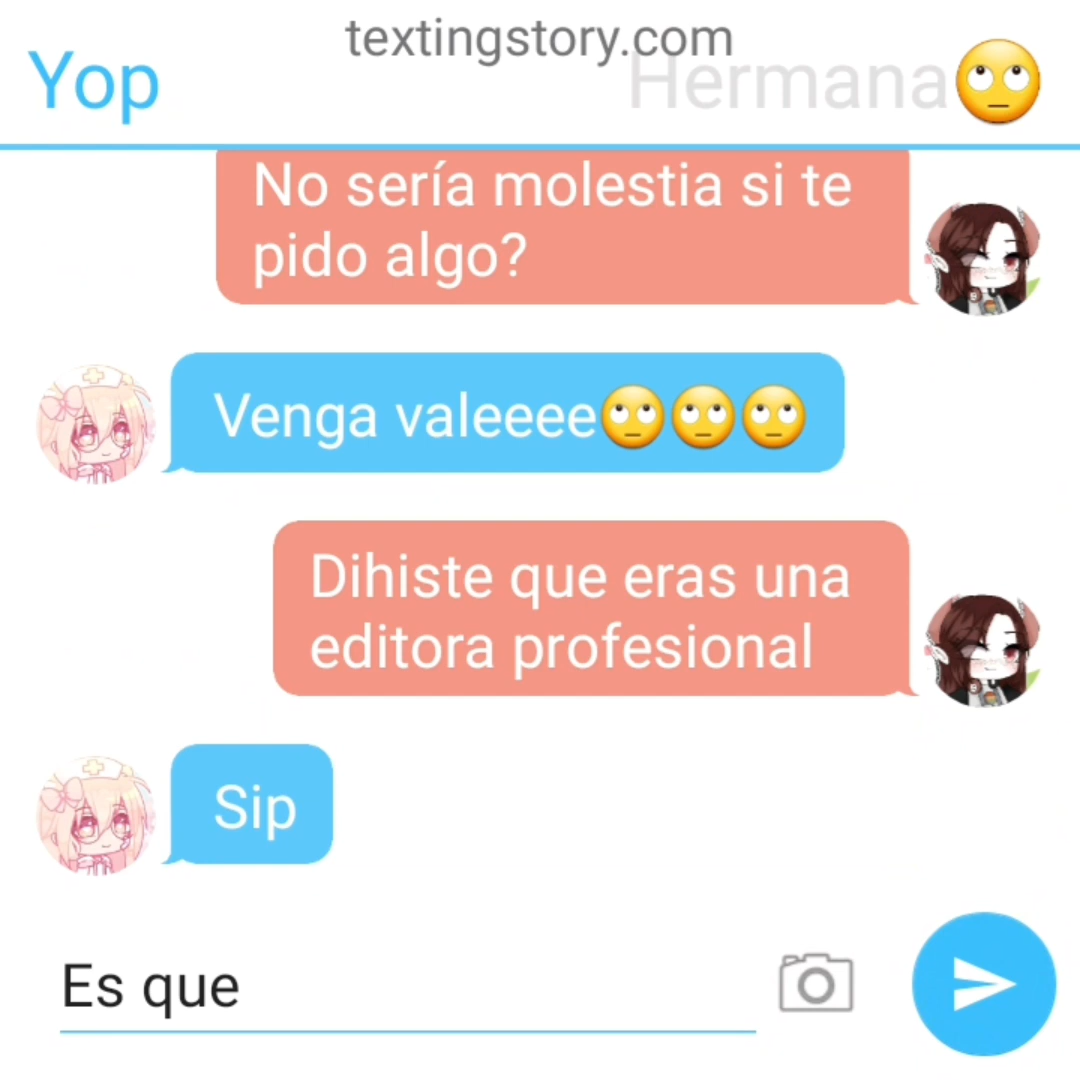 textingstory.com
Yop
Hermana🙄
No sería molestia si te
pido algo?
Venga valeeee🙄🙄🙄
Dihiste que eras una
editora profesional
Sip
Es que